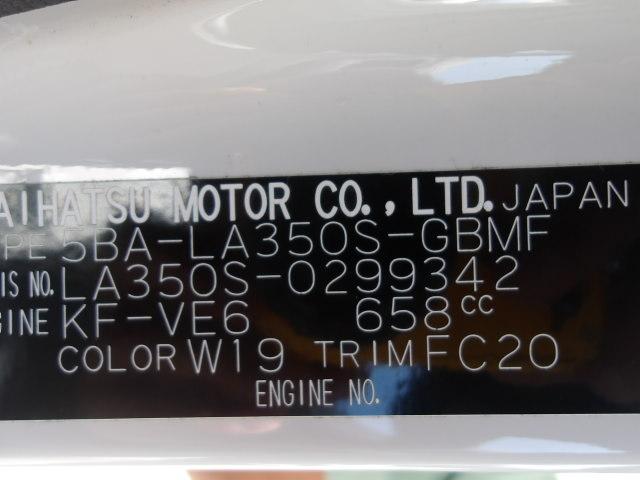 AIHATSU MOTOR CO., LTD. JAPAN
PE 5BA-LA350S-GBMF
IS NO. LA350S-0299342
GINE KF-VE6 658cc
COLOR W19 TRIM FC20
ENGINE NO.